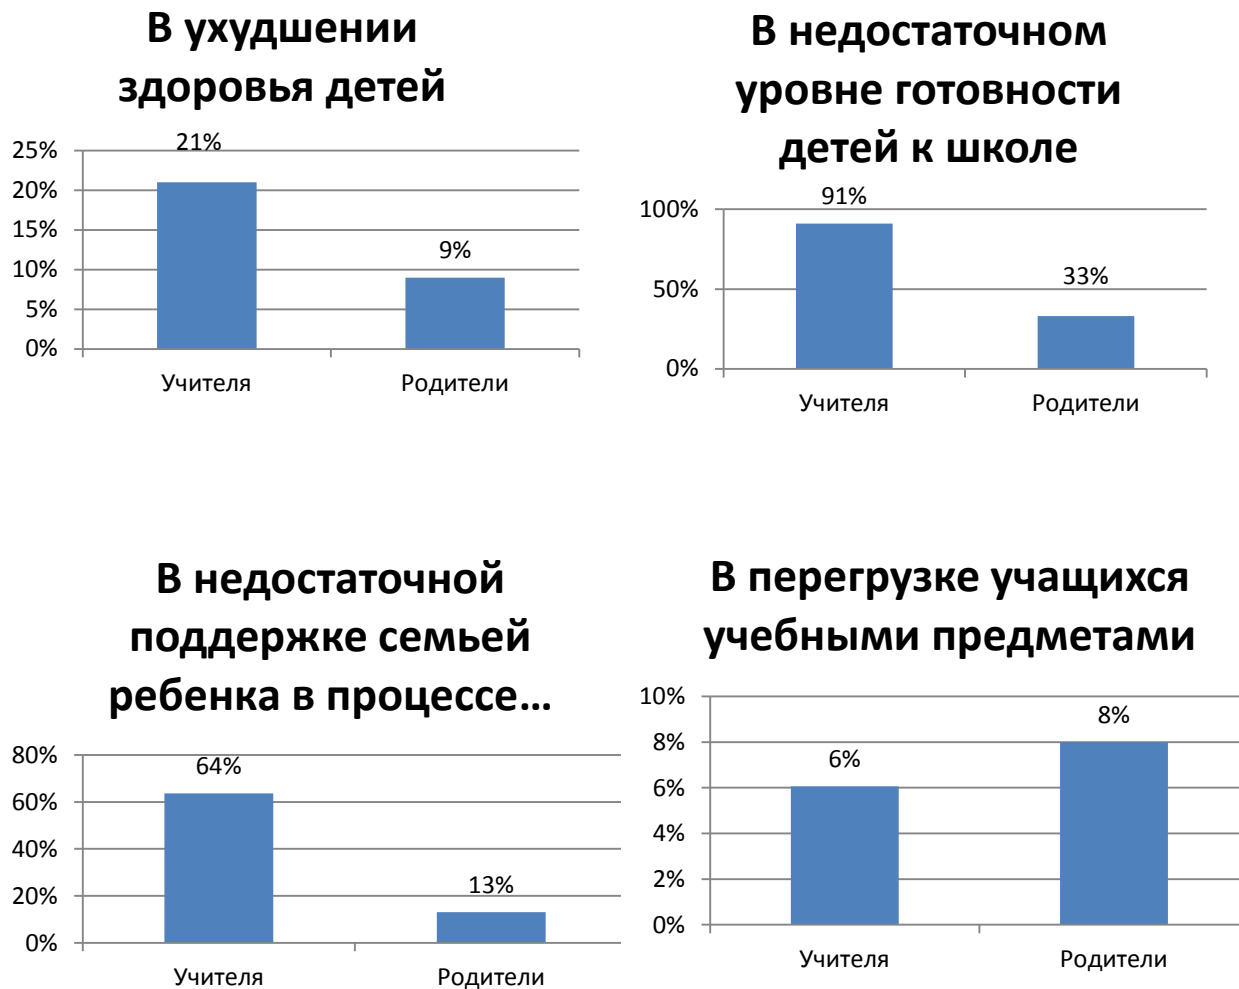 В ухудшении
здоровья детей
21%
25%
20%
15%
10%
5%
0%
9%
Учителя
Родители
В недостаточном
уровне готовности
детей к школе
91%
100%
50%
0%
33%
Учителя
Родители
В недостаточной
поддержке семьей
ребенка в процессе...
80%
60%
40%
20%
0%
64%
13%
Учителя
Родители
В перегрузке учащихся
учебными предметами
10%
8%
6%
4%
2%
0%
6%
8%
Учителя
Родители